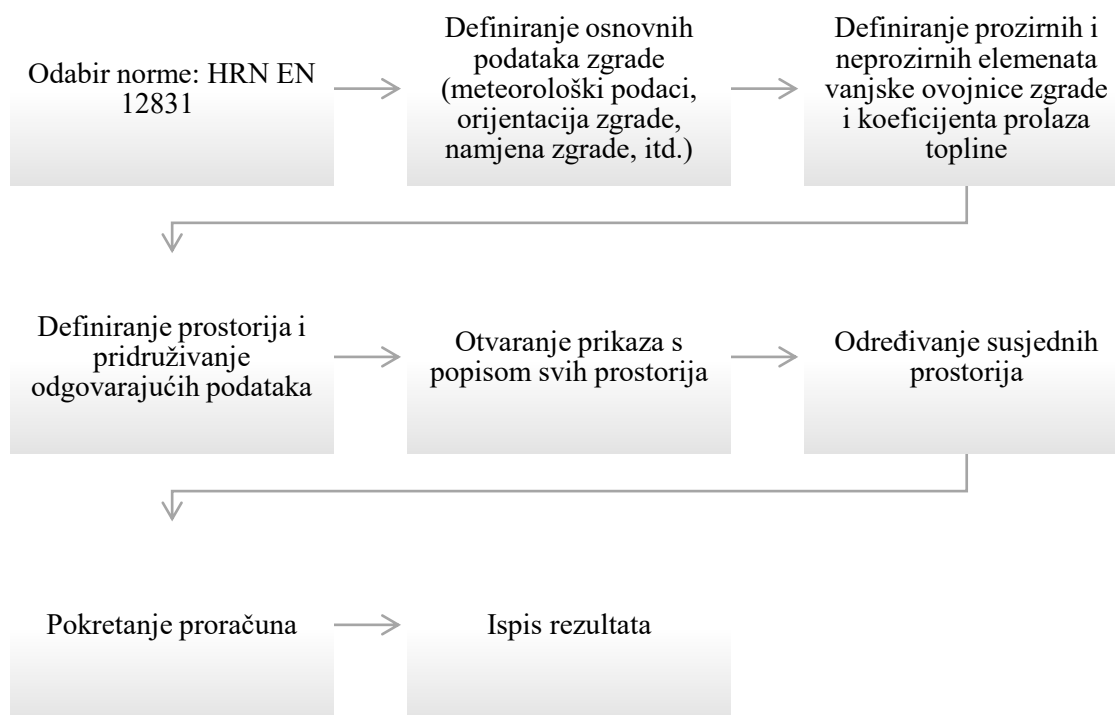 Odabir norme: HRN EN
12831
Definiranje osnovnih
podataka zgrade
(meteorološki podaci,
orijentacija zgrade,
namjena zgrade, itd.)
Definiranje prozirnih i
neprozirnih elemenata
vanjske ovojnice zgrade
i koeficijenta prolaza
topline
Definiranje prostorija i
pridruživanje
odgovarajućih podataka
Otvaranje prikaza s
popisom svih prostorija
Određivanje susjednih
prostorija
Pokretanje proračuna
Ispis rezultata